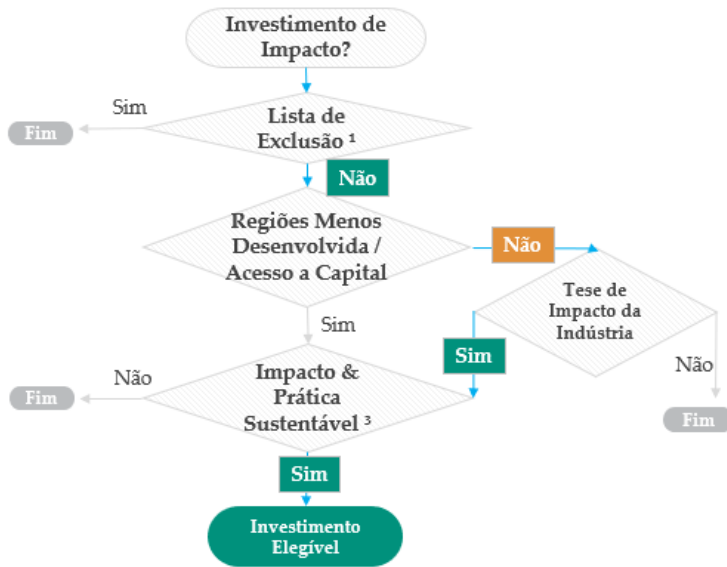 Investimento de
Impacto?
Sim
Lista de
Exclusão ¹
Fim
Não
Regiões Menos
Desenvolvida /
Acesso a Capital
Não
Tese de
Impacto da
Indústria
Sim
Sim
Não
Não
Impacto &
Prática
Sustentável ³
Fim
Fim
Sim
Investimento
Elegível